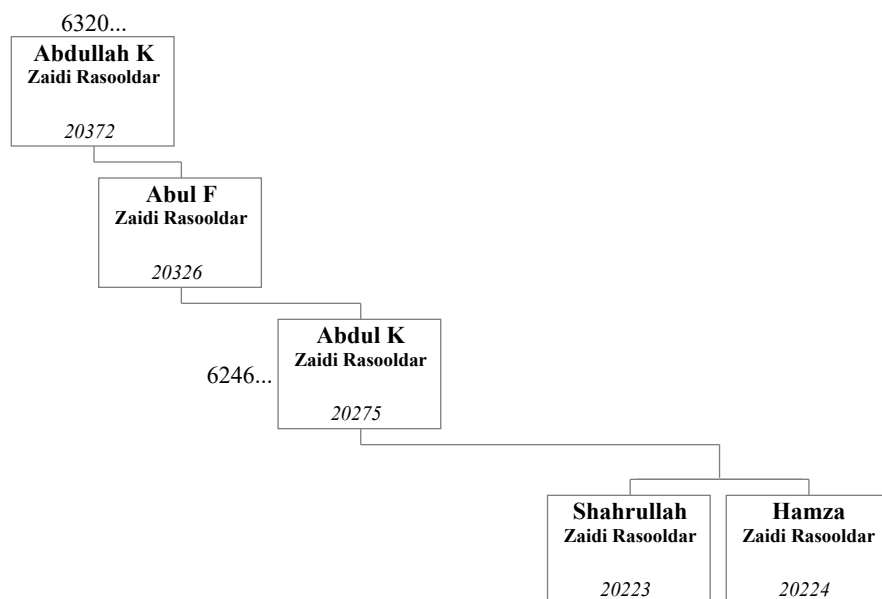 6320...
Abdullah K
Zaidi Rasooldar
20372
Abul F
Zaidi Rasooldar
20326
Abdul K
Zaidi Rasooldar
6246...
20275
Shahrullah
Zaidi Rasooldar
20223
Hamza
Zaidi Rasooldar
20224